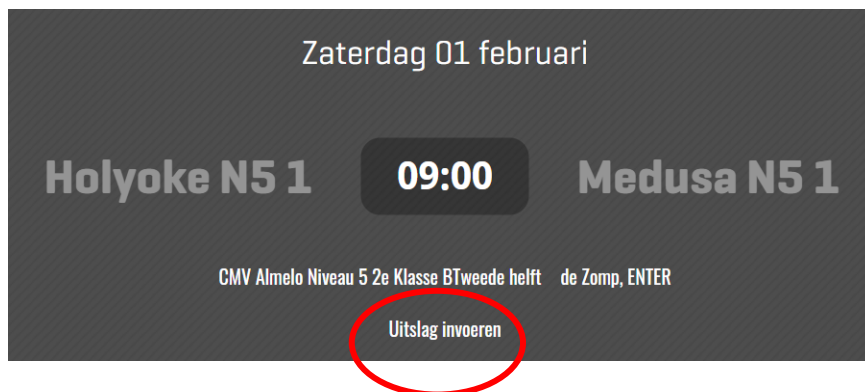 Zaterdag 01 februari
Holyoke N5 1 09:00 Medusa N5 1
CMV Almelo Niveau 5 2e Klasse BTweede helft de Zomp, ENTER
Uitslag invoeren